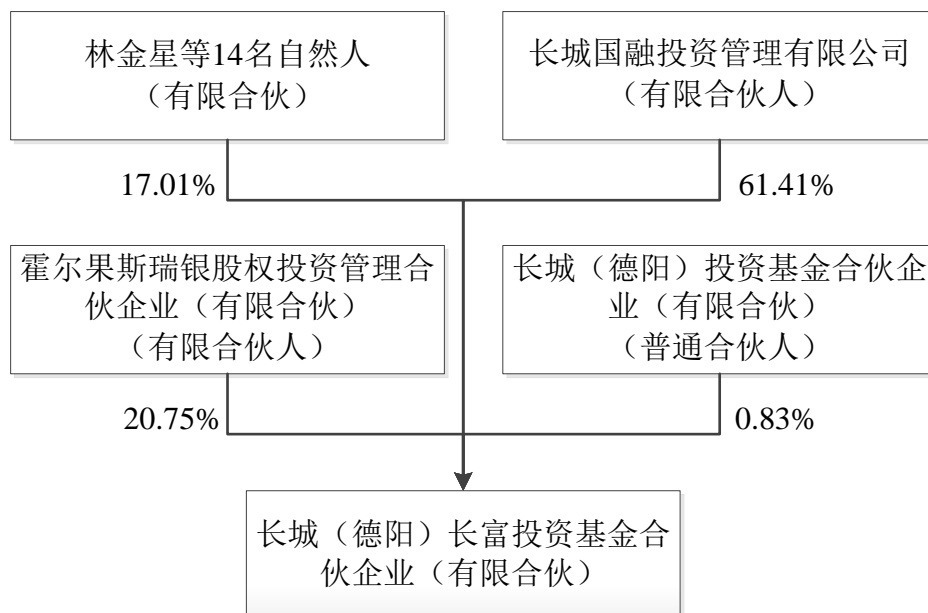 林金星等14名自然人
（有限合伙）
长城国融投资管理有限公司
（有限合伙人）
17.01%
61.41%
霍尔果斯瑞银股权投资管理合
伙企业（有限合伙）
（有限合伙人）
长城（德阳）投资基金合伙企
业（有限合伙）
（普通合伙人）
20.75%
0.83%
长城（德阳）长富投资基金合
伙企业（有限合伙）